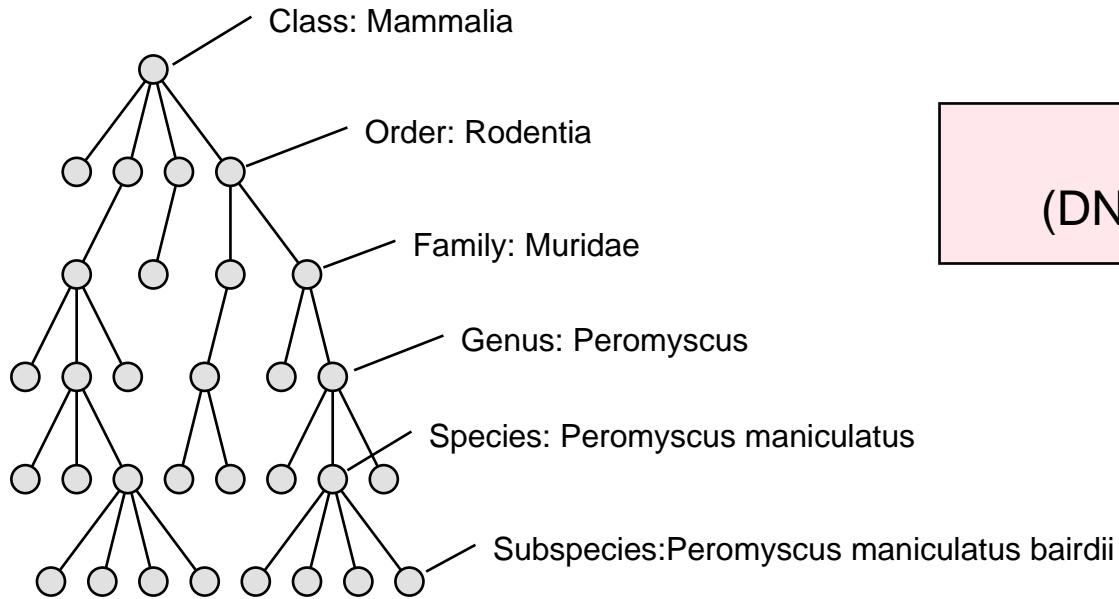 Class: Mammalia
Order: Rodentia
(DN
Family: Muridae
Genus: Peromyscus
Species: Peromyscus maniculatus
Subspecies:Peromyscus maniculatus bairdii